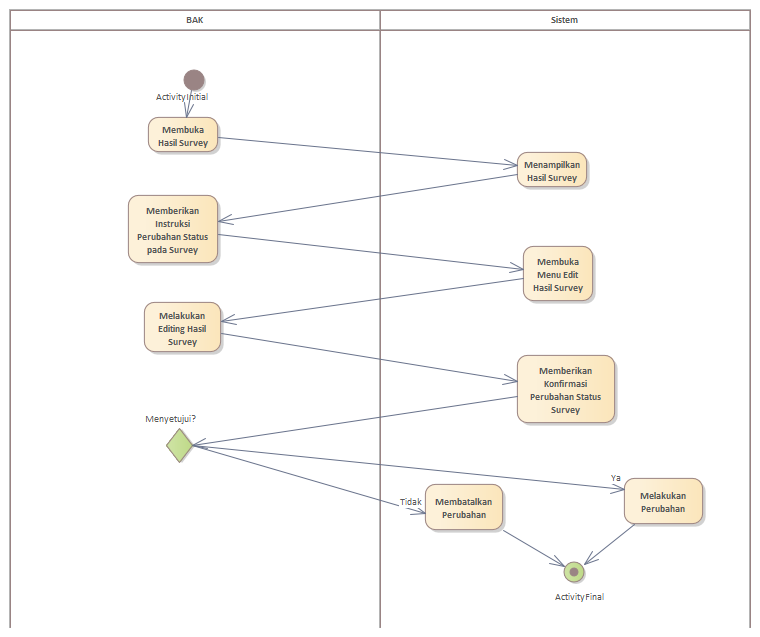 BAK
Sistem
ActivityInitial
Membuka
Hasil Survey
Menampilkan
Hasil Survey
Memberikan
Instruksi
Perubahan Status
pada Survey
Membuka
Menu Edit
Hasil Survey
Melakukan
Editing Hasil
Survey
Memberikan
Konfirmasi
Perubahan Status
Survey
Menyetujui?
Ya
Tidak
Membatalkan
Perubahan
Melakukan
Perubahan
ActivityFinal